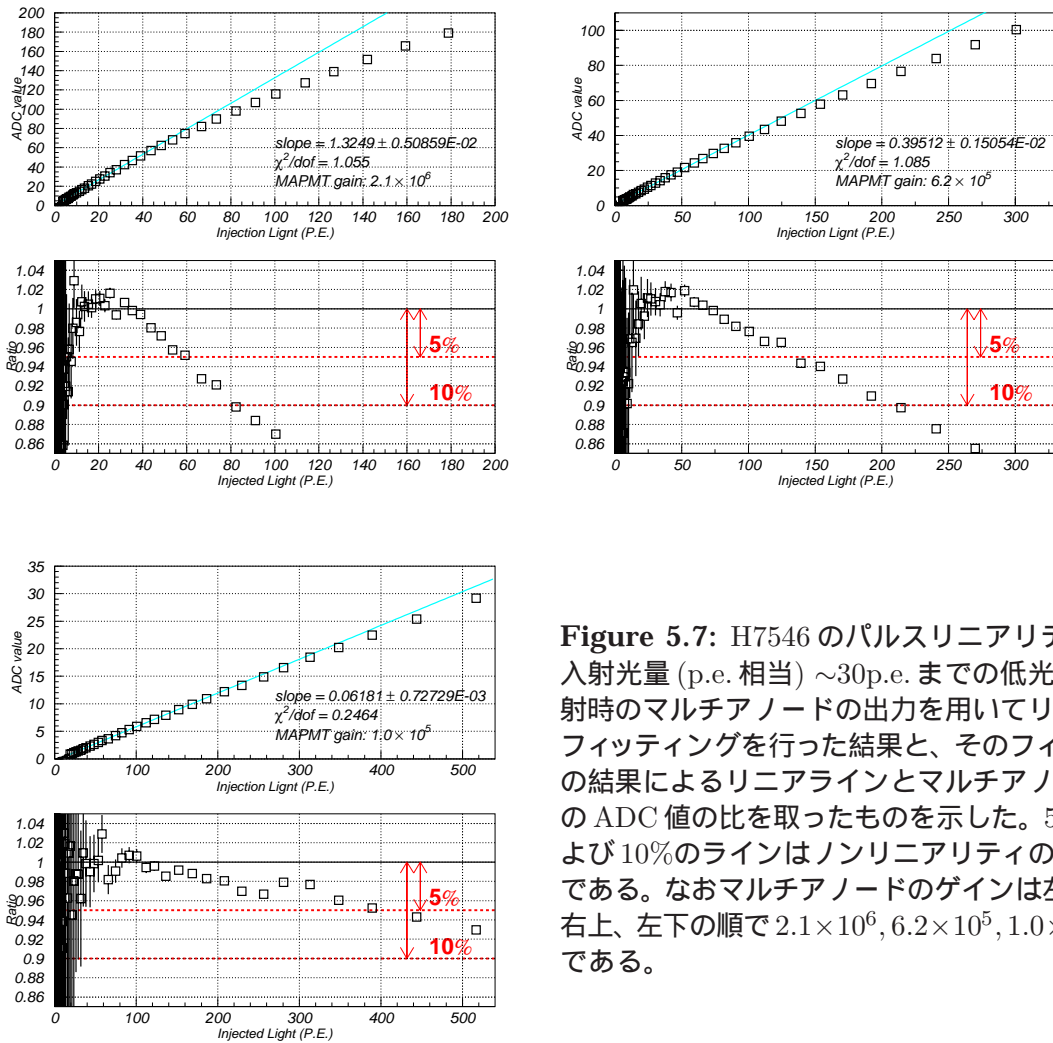 200
180
160
140
120
100
80
60
40
20
0
ADC value
slope = 1.3249 ± 0.50859E-02
χ²/dof = 1.055
MAPMT gain: 2.1 × 10⁶
0 20 40 60 80 100 120 140 160 180 200
Injection Lignt (P.E.)
1.04
1.02
1
0.98
0.96
0.94
0.92
0.9
0.88
0.86
Ratio
5%
10%
0 20 40 60 80 100 120 140 160 180 200
Injected Light (P.E.)
100
80
60
40
20
0
ADC value
slope = 0.39512 ± 0.15054E-02
χ²/dof = 1.085
MAPMT gain: 6.2 × 10⁵
0 50 100 150 200 250 300
Injection Lignt (P.E.)
1.04
1.02
1
0.98
0.96
0.94
0.92
0.9
0.88
0.86
Ratio
5%
10%
0 50 100 150 200 250 300
Injected Light (P.E.)
35
30
25
20
15
10
5
0
ADC value
slope = 0.06181 ± 0.72729E-03
χ²/dof = 0.2464
MAPMT gain: 1.0 × 10⁵
0 100 200 300 400 500
Injection Lignt (P.E.)
1.04
1.02
1
0.98
0.96
0.94
0.92
0.9
0.88
0.86
Ratio
5%
10%
0 100 200 300 400 500
Injected Light (P.E.)
Figure 5.7: H7546 のパルスリニアリテ
入射光量 (p.e. 相当) ∼30p.e. までの低光
射時のマルチアノードの出力を用いてリ
フィッティングを行った結果と、そのフィ
の結果によるリニアラインとマルチアノ
の ADC 値の比を取ったものを示した。5
よび 10%のラインはノンリニアリティの
である。なおマルチアノードのゲインは左
右上、左下の順で 2.1×10⁶, 6.2×10⁵, 1.0×
である。